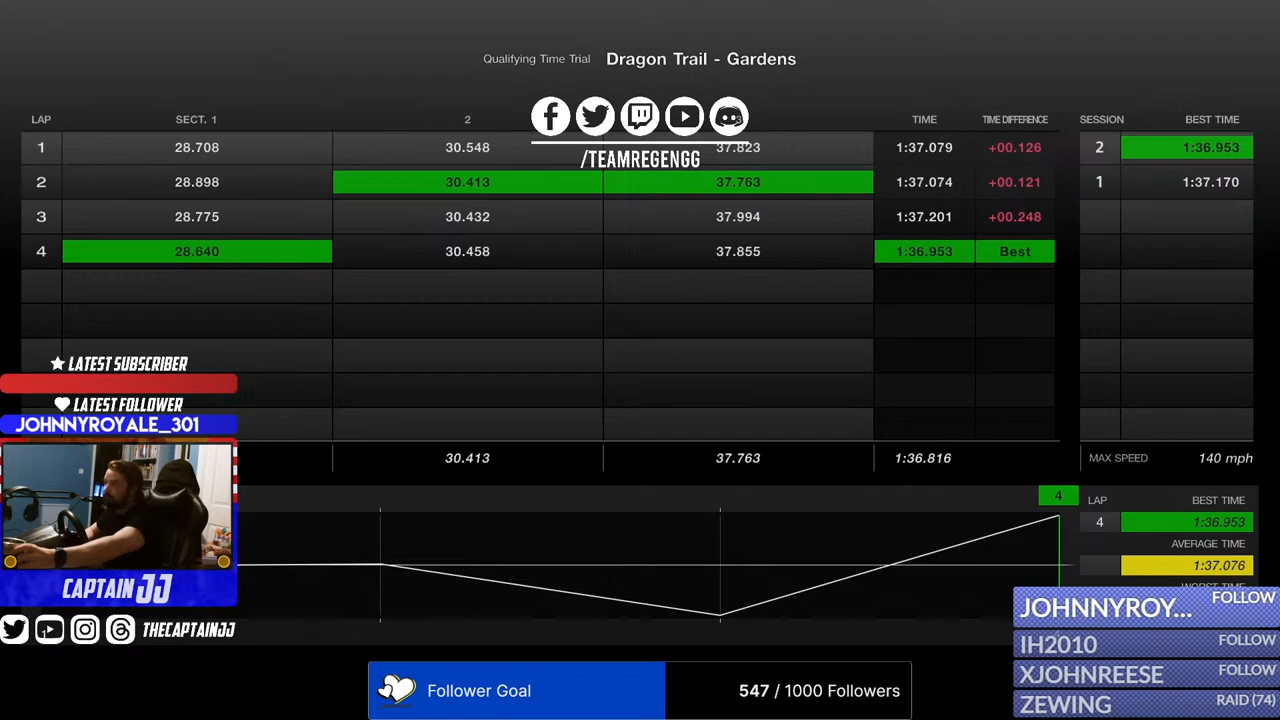 Qualifying Time Trial Dragon Trail - Gardens
LAP SECT. 1 2 TIME TIME DIFFERENCE SESSION BEST TIME
1 28.708 30.548 37.823 1:37.079 +00.126 2 1:36.953
/TEAMREGENGG
2 28.898 30.413 37.763 1:37.074 +00.121 1 1:37.170
3 28.775 30.432 37.994 1:37.201 +00.248
4 28.640 30.458 37.855 1:36.953 Best
LATEST SUBSCRIBER
LATEST FOLLOWER
JOHNNYROYALE_301
30.413 37.763 1:36.816 MAX SPEED 140 mph
4 LAP BEST TIME
4 1:36.953
AVERAGE TIME
1:37.076
WORST TIME
CAPTAIN JJ
THECAPTAINJJ
JOHNNYROY... FOLLOW
IH2010 FOLLOW
XJOHNREESE FOLLOW
ZEWING RAID (74)
Follower Goal 547 / 1000 Followers